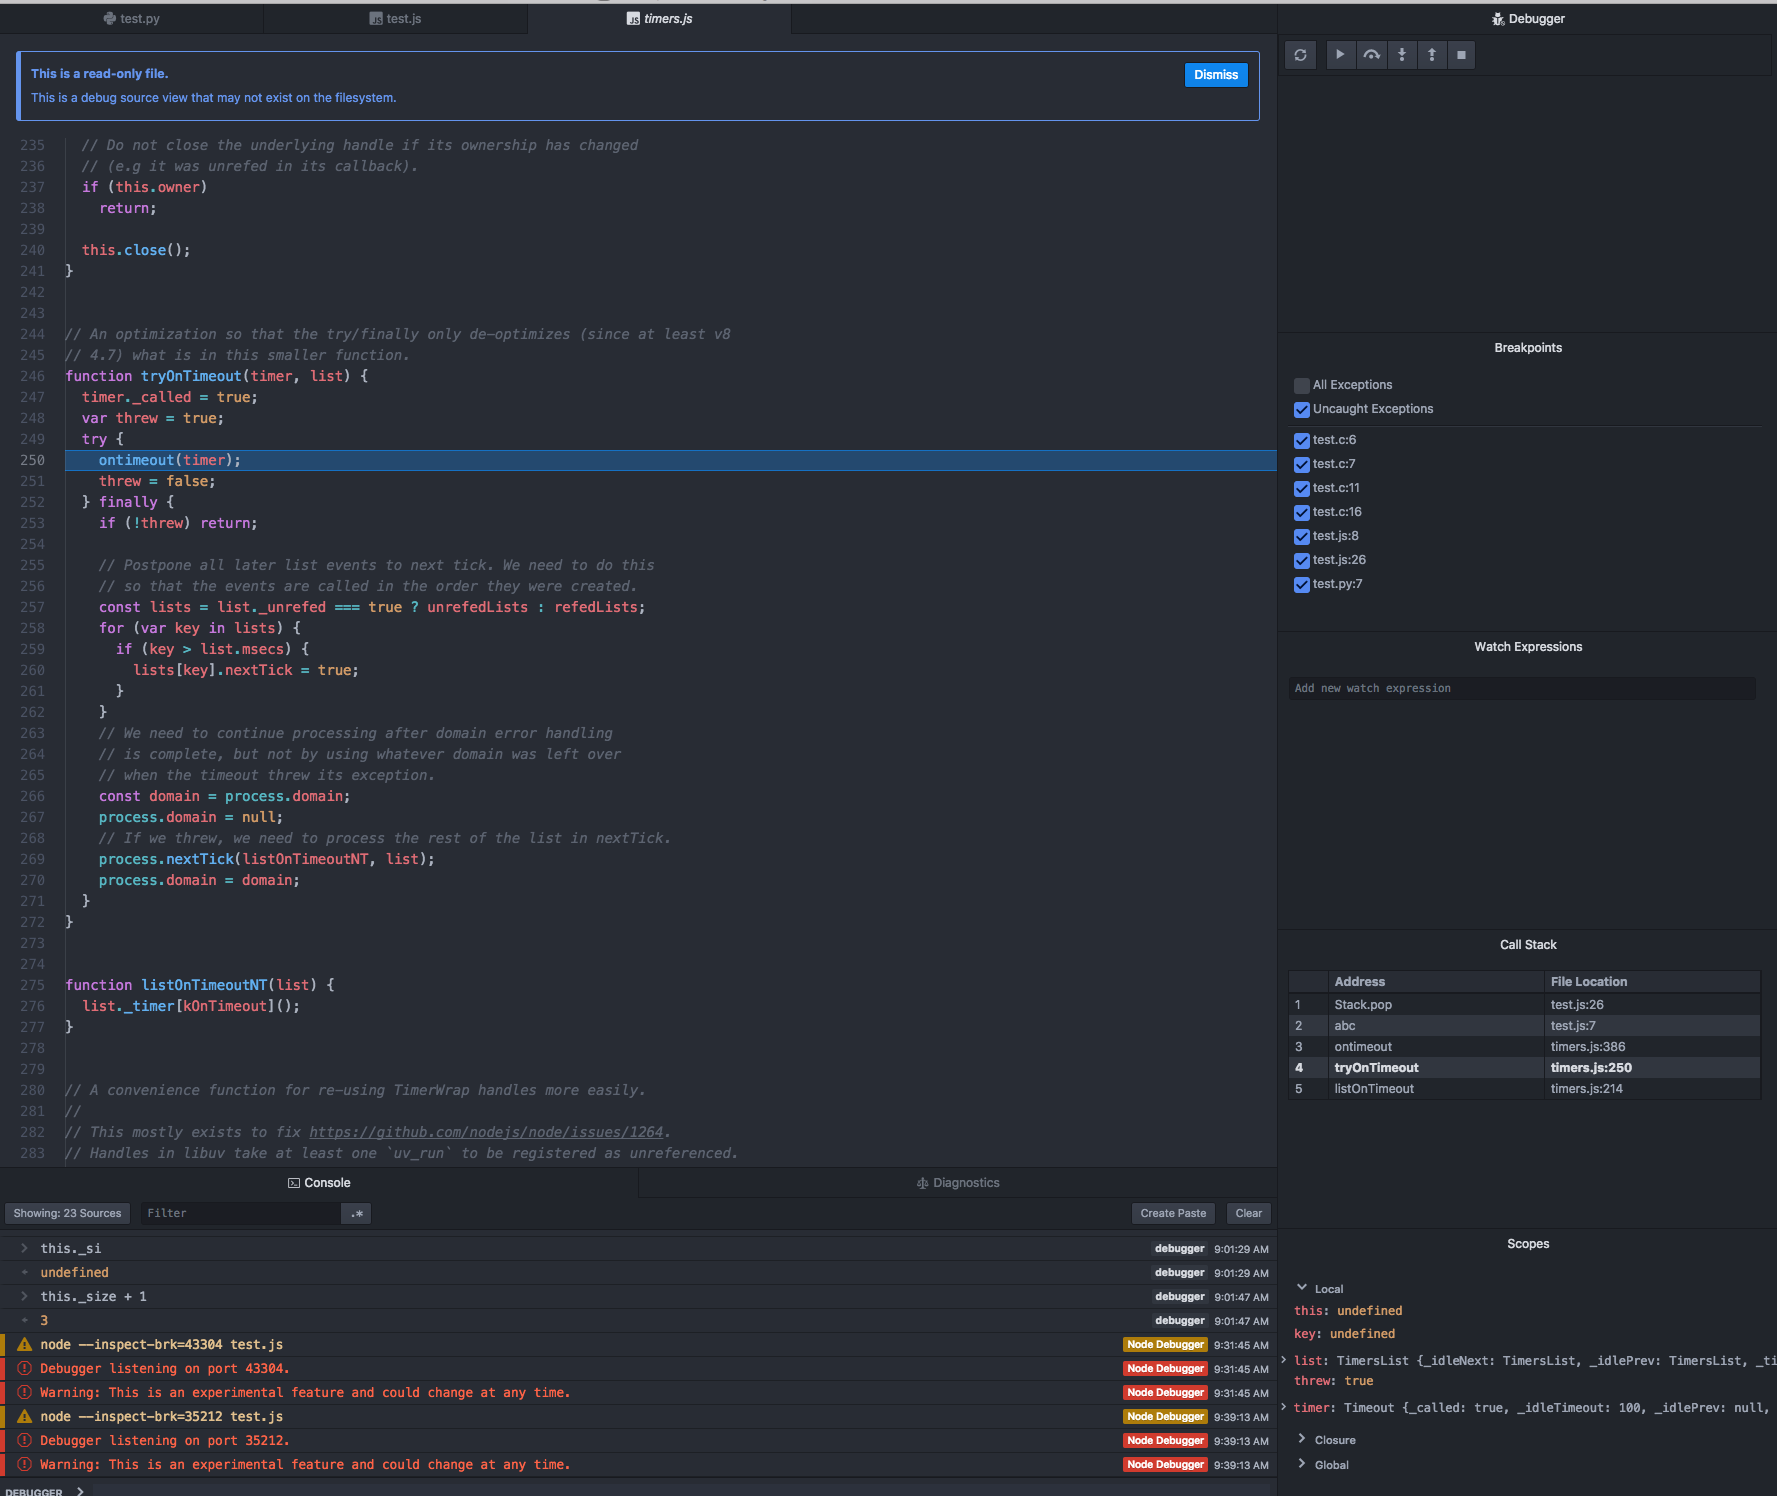 test.py
test.js
timers.js
This is a read-only file.
This is a debug source view that may not exist on the filesystem.
Dismiss
235   // Do not close the underlying handle if its ownership has changed
236   // (e.g it was unrefed in its callback).
237   if (this.owner)
238     return;
239
240   this.close();
241 }
242
243
244 // An optimization so that the try/finally only de-optimizes (since at least v8
245 // 4.7) what is in this smaller function.
246 function tryOnTimeout(timer, list) {
247   timer._called = true;
248   var threw = true;
249   try {
250     ontimeout(timer);
251     threw = false;
252   } finally {
253     if (!threw) return;
254
255     // Postpone all later list events to next tick. We need to do this
256     // so that the events are called in the order they were created.
257     const lists = list._unrefed === true ? unrefedLists : refedLists;
258     for (var key in lists) {
259       if (key > list.msecs) {
260         lists[key].nextTick = true;
261       }
262     }
263     // We need to continue processing after domain error handling
264     // is complete, but not by using whatever domain was left over
265     // when the timeout threw its exception.
266     const domain = process.domain;
267     process.domain = null;
268     // If we threw, we need to process the rest of the list in nextTick.
269     process.nextTick(listOnTimeoutNT, list);
270     process.domain = domain;
271   }
272 }
273
274
275 function listOnTimeoutNT(list) {
276   list._timer[kOnTimeout]();
277 }
278
279
280 // A convenience function for re-using TimerWrap handles more easily.
281 //
282 // This mostly exists to fix https://github.com/nodejs/node/issues/1264.
283 // Handles in libuv take at least one `uv_run` to be registered as unreferenced.
Console
Diagnostics
Showing: 23 Sources
Filter
.*
Create Paste
Clear
this._si debugger 9:01:29 AM
undefined debugger 9:01:29 AM
this._size + 1 debugger 9:01:47 AM
3 debugger 9:01:47 AM
node --inspect-brk=43304 test.js Node Debugger 9:31:45 AM
Debugger listening on port 43304. Node Debugger 9:31:45 AM
Warning: This is an experimental feature and could change at any time. Node Debugger 9:31:45 AM
node --inspect-brk=35212 test.js Node Debugger 9:39:13 AM
Debugger listening on port 35212. Node Debugger 9:39:13 AM
Warning: This is an experimental feature and could change at any time. Node Debugger 9:39:13 AM
DEBUGGER
Debugger
Breakpoints
All Exceptions
Uncaught Exceptions
test.c:6
test.c:7
test.c:11
test.c:16
test.js:8
test.js:26
test.py:7
Watch Expressions
Add new watch expression
Call Stack
Address File Location
1 Stack.pop test.js:26
2 abc test.js:7
3 ontimeout timers.js:386
4 tryOnTimeout timers.js:250
5 listOnTimeout timers.js:214
Scopes
Local
this: undefined
key: undefined
list: TimersList {_idleNext: TimersList, _idlePrev: TimersList, _ti
threw: true
timer: Timeout {_called: true, _idleTimeout: 100, _idlePrev: null,
Closure
Global